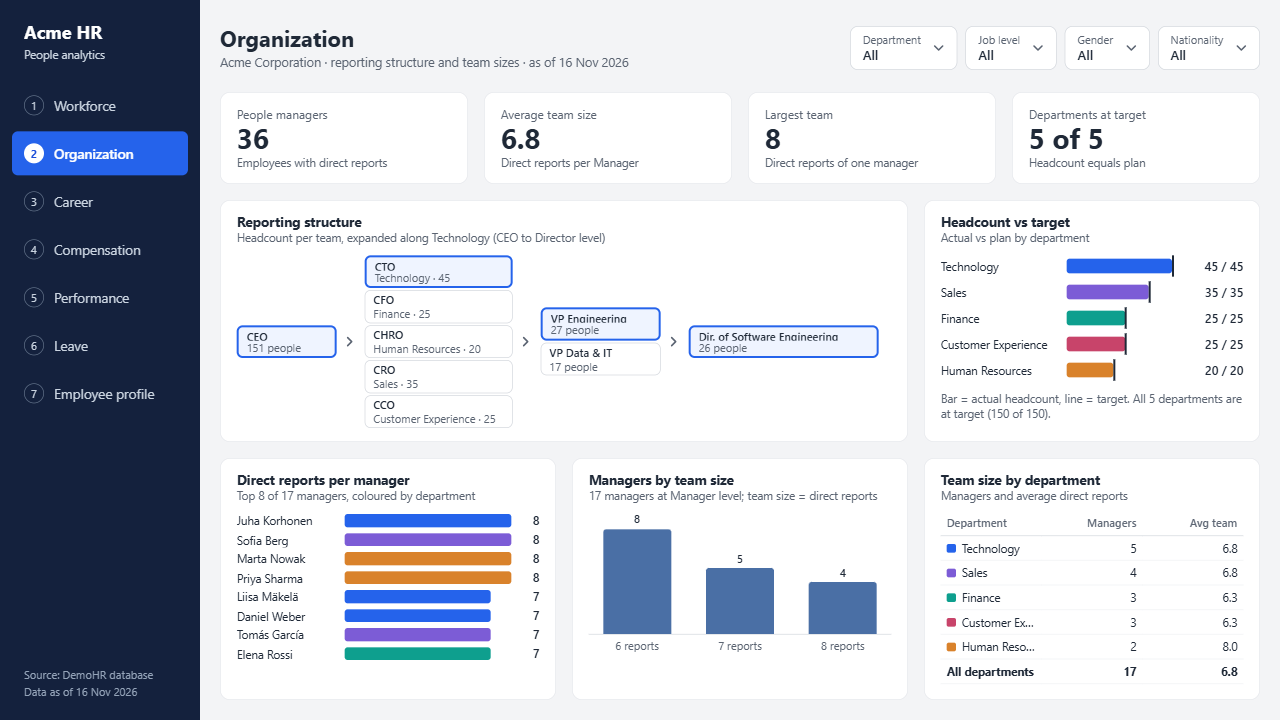 Acme HR
People analytics
1 Workforce
2 Organization
3 Career
4 Compensation
5 Performance
6 Leave
7 Employee profile
Source: DemoHR database
Data as of 16 Nov 2026
Organization
Acme Corporation · reporting structure and team sizes · as of 16 Nov 2026
Department
All
Job level
All
Gender
All
Nationality
All
People managers
36
Employees with direct reports
Average team size
6.8
Direct reports per Manager
Largest team
8
Direct reports of one manager
Departments at target
5 of 5
Headcount equals plan
Reporting structure
Headcount per team, expanded along Technology (CEO to Director level)
CEO
151 people
CTO
Technology · 45
CFO
Finance · 25
CHRO
Human Resources · 20
CRO
Sales · 35
CCO
Customer Experience · 25
VP Engineering
27 people
VP Data & IT
17 people
Dir. of Software Engineering
26 people
Headcount vs target
Actual vs plan by department
Technology 45 / 45
Sales 35 / 35
Finance 25 / 25
Customer Experience 25 / 25
Human Resources 20 / 20
Bar = actual headcount, line = target. All 5 departments are
at target (150 of 150).
Direct reports per manager
Top 8 of 17 managers, coloured by department
Juha Korhonen 8
Sofia Berg 8
Marta Nowak 8
Priya Sharma 8
Liisa Mäkelä 7
Daniel Weber 7
Tomás García 7
Elena Rossi 7
Managers by team size
17 managers at Manager level; team size = direct reports
8
5
4
6 reports
7 reports
8 reports
Team size by department
Managers and average direct reports
Department Managers Avg team
Technology 5 6.8
Sales 4 6.8
Finance 3 6.3
Customer Ex... 3 6.3
Human Reso... 2 8.0
All departments 17 6.8